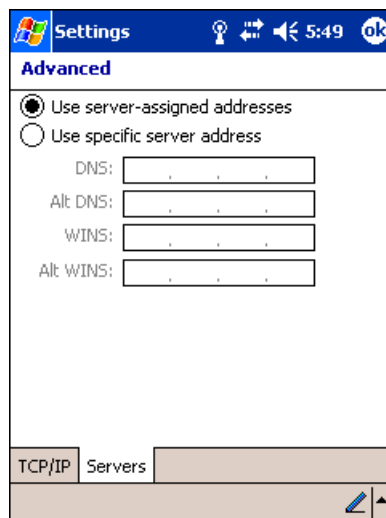 Settings 5:49 ok
Advanced
Use server-assigned addresses
Use specific server address
DNS: . . .
Alt DNS: . . .
WINS: . . .
Alt WINS: . . .
TCP/IP Servers